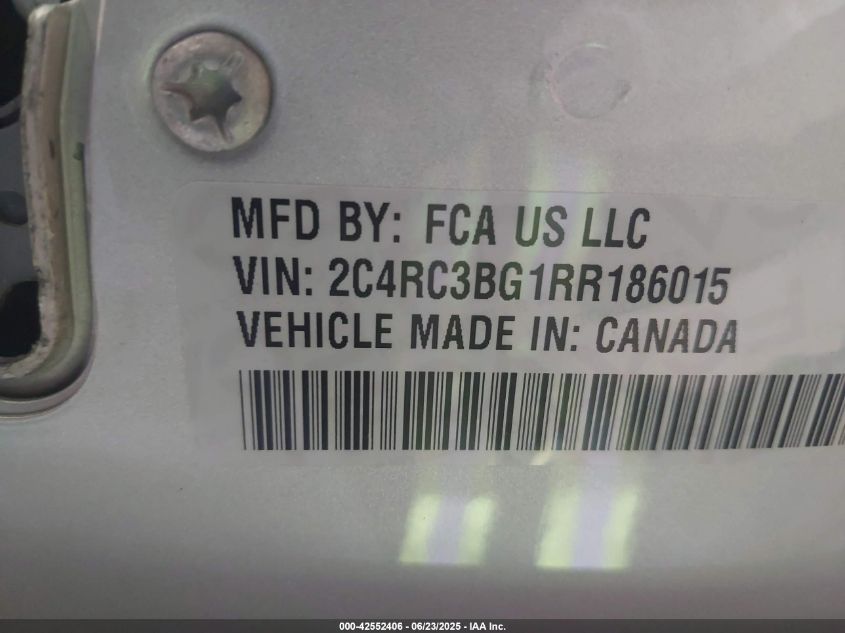 MFD BY: FCA US LLC
VIN: 2C4RC3BG1RR186015
VEHICLE MADE IN: CANADA
000-42552406 - 06/23/2025 - IAA Inc.